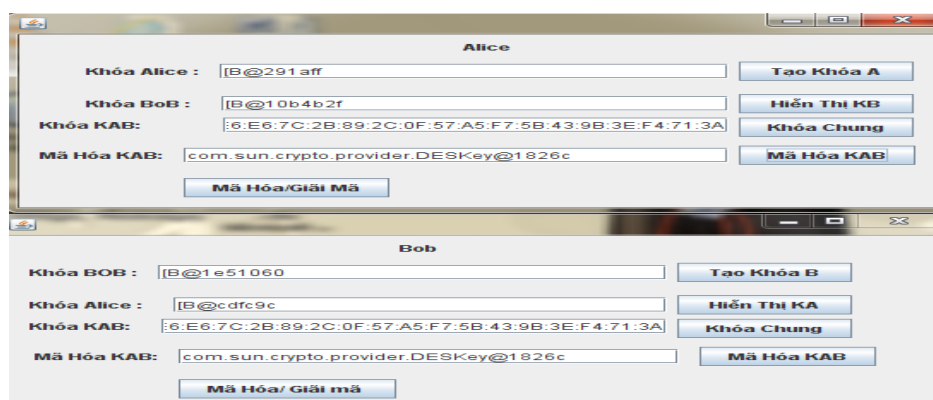 Alice
Khóa Alice : [B@291aff Tạo Khóa A
Khóa BoB : [B@10b4b2f Hiển Thị KB
Khóa KAB: :6:E6:7C:2B:89:2C:0F:57:A5:F7:5B:43:9B:3E:F4:71:3A Khóa Chung
Mã Hóa KAB: com.sun.crypto.provider.DESKey@1826c Mã Hóa KAB
Mã Hóa/Giãi Mã
Bob
Khóa BOB : [B@1e51060 Tạo Khóa B
Khóa Alice : [B@cdfc9c Hiển Thị KA
Khóa KAB: :6:E6:7C:2B:89:2C:0F:57:A5:F7:5B:43:9B:3E:F4:71:3A Khóa Chung
Mã Hóa KAB: com.sun.crypto.provider.DESKey@1826c Mã Hóa KAB
Mã Hóa/ Giãi mã